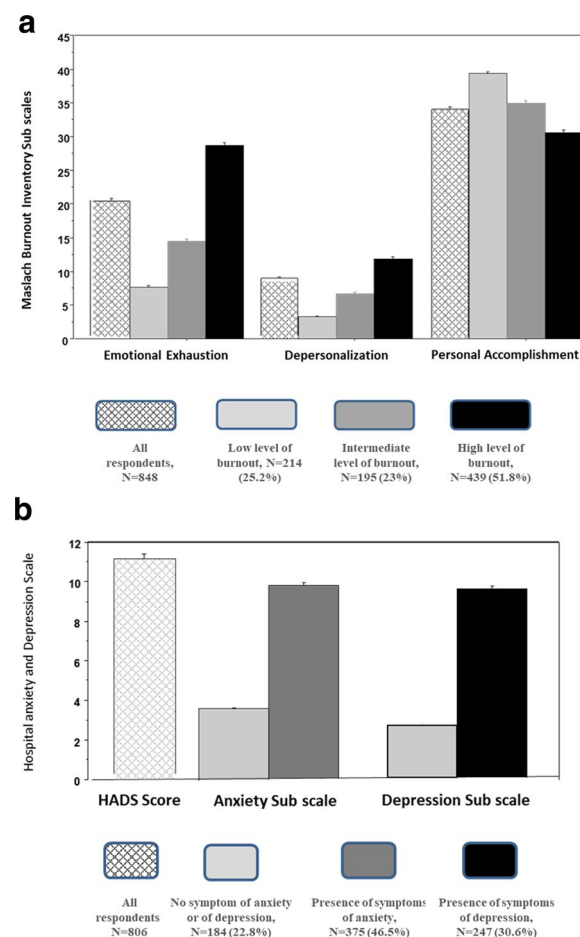 a
Maslach Burnout Inventory Sub scales
45
40
35
30
25
20
15
10
5
0
Emotional Exhaustion
Depersonalization
Personal Accomplishment
All
respondents,
N=848
Low level of
burnout, N=214
(25.2%)
Intermediate
level of burnout,
N=195 (23%)
High level of
burnout,
N=439 (51.8%)
b
Hospital anxiety and Depression Scale
12
10
8
6
4
2
0
HADS Score
Anxiety Sub scale
Depression Sub scale
All
respondents
N=806
No symptom of anxiety
or of depression,
N=184 (22.8%)
Presence of symptoms
of anxiety,
N=375 (46.5%)
Presence of symptoms
of depression,
N=247 (30.6%)